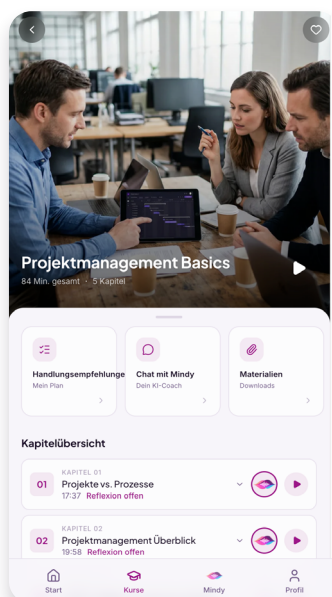 Projektmanagement Basics
84 Min. gesamt · 5 Kapitel
Handlungsempfehlunge
Mein Plan
Chat mit Mindy
Dein KI-Coach
Materialien
Downloads
Kapitelübersicht
01
KAPITEL 01
Projekte vs. Prozesse
17:37 Reflexion offen
02
KAPITEL 02
Projektmanagement Überblick
19:58 Reflexion offen
Start
Kurse
Mindy
Profil